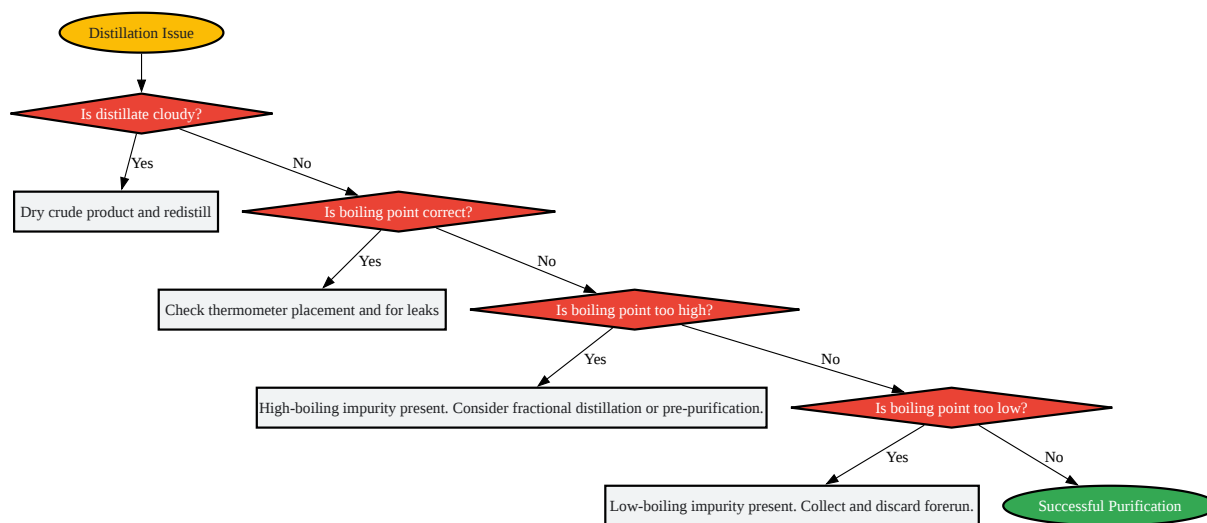 Distillation Issue
Is distillate cloudy?
Yes
No
Dry crude product and redistill
Is boiling point correct?
Yes
No
Check thermometer placement and for leaks
Is boiling point too high?
Yes
No
High-boiling impurity present. Consider fractional distillation or pre-purification.
Is boiling point too low?
Yes
No
Low-boiling impurity present. Collect and discard forerun.
Successful Purification